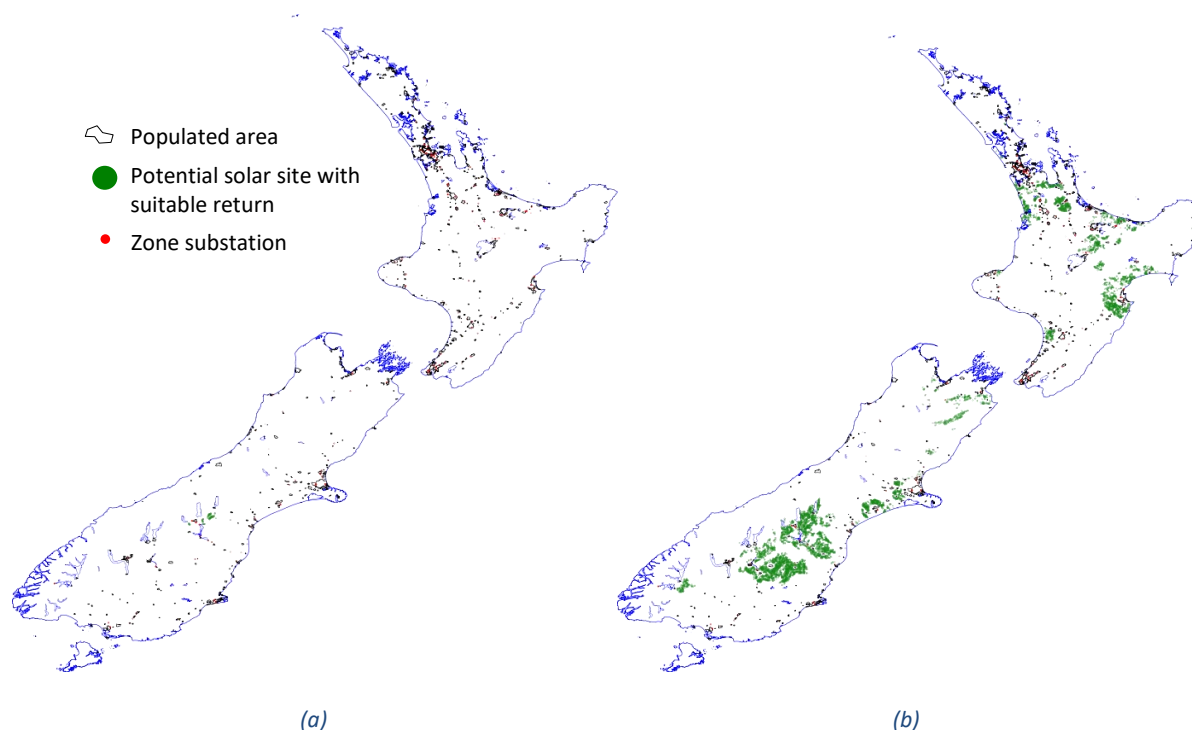 Populated area
Potential solar site with
suitable return
Zone substation
(a)
(b)